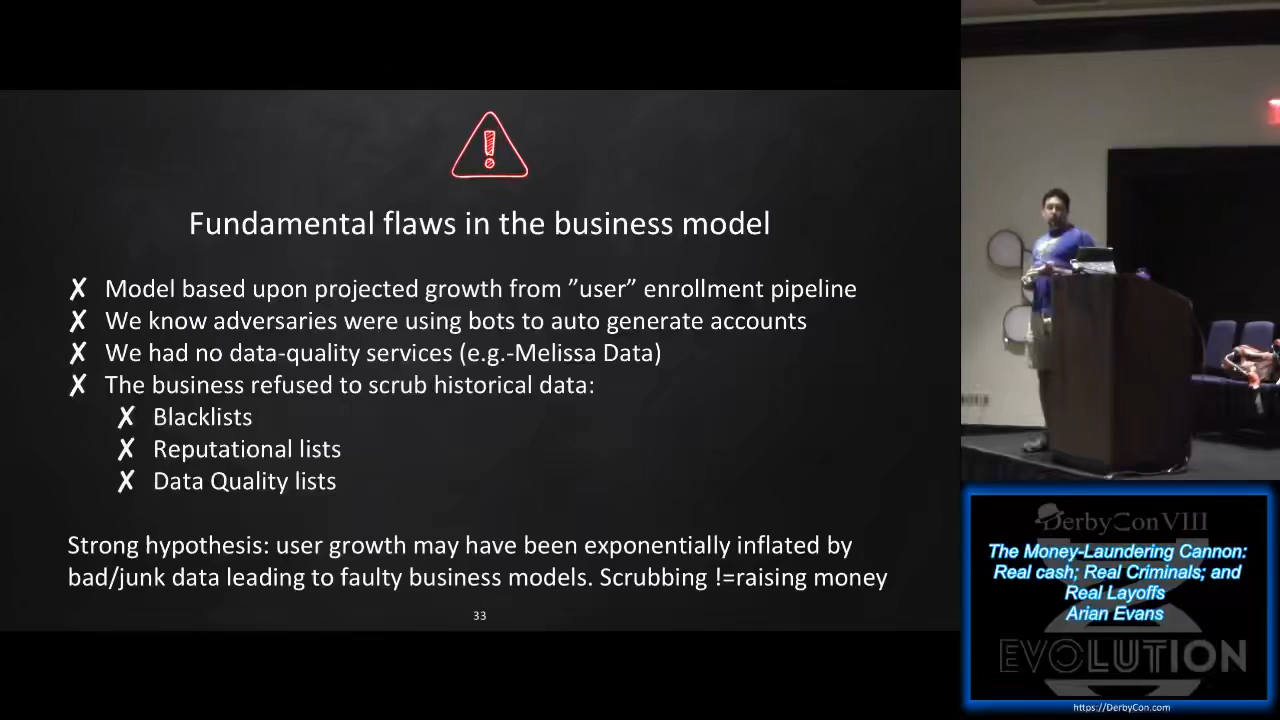 Fundamental flaws in the business model
✗ Model based upon projected growth from ”user” enrollment pipeline
✗ We know adversaries were using bots to auto generate accounts
✗ We had no data-quality services (e.g.-Melissa Data)
✗ The business refused to scrub historical data:
✗ Blacklists
✗ Reputational lists
✗ Data Quality lists
Strong hypothesis: user growth may have been exponentially inflated by
bad/junk data leading to faulty business models. Scrubbing !=raising money
33
DerbyCon VIII
The Money-Laundering Cannon:
Real cash; Real Criminals; and
Real Layoffs
Arian Evans
EVOLUTION
https://DerbyCon.com